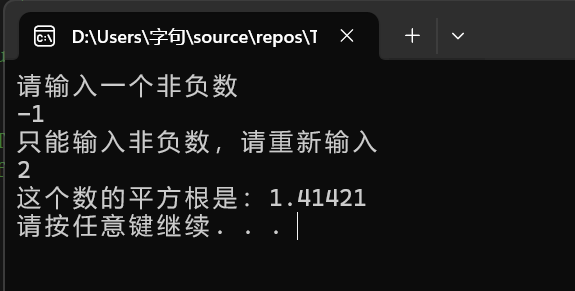 D:\Users\字句\source\repos\T
请输入一个非负数
-1
只能输入非负数，请重新输入
2
这个数的平方根是：1.41421
请按任意键继续. . .